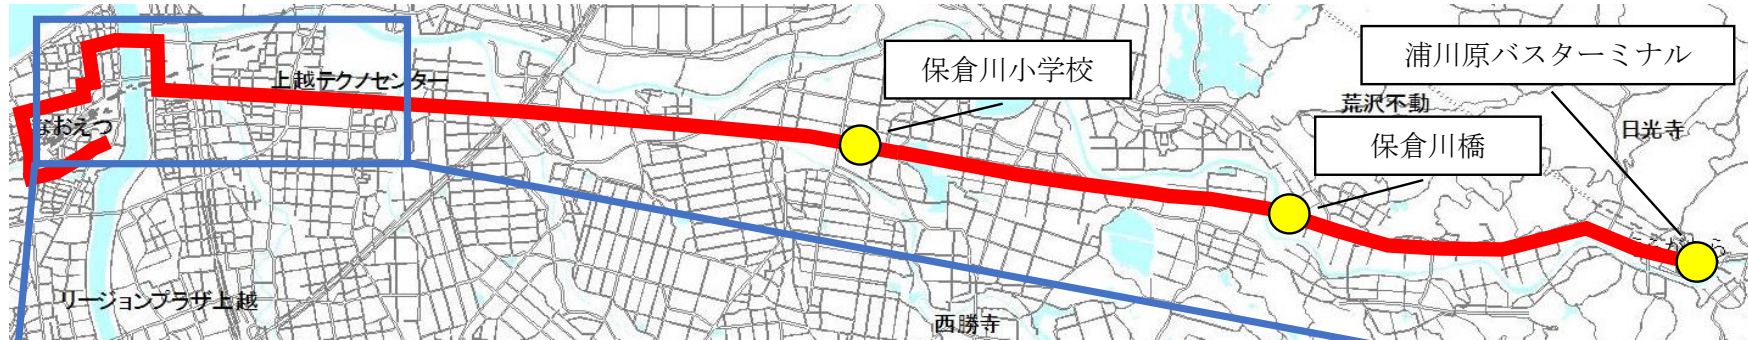 浦川原バスターミナル
保倉川小学校
上越テクノセンター
荒沢不動
なおえつ
日光寺
保倉川橋
リージョンプラザ上越
西勝寺